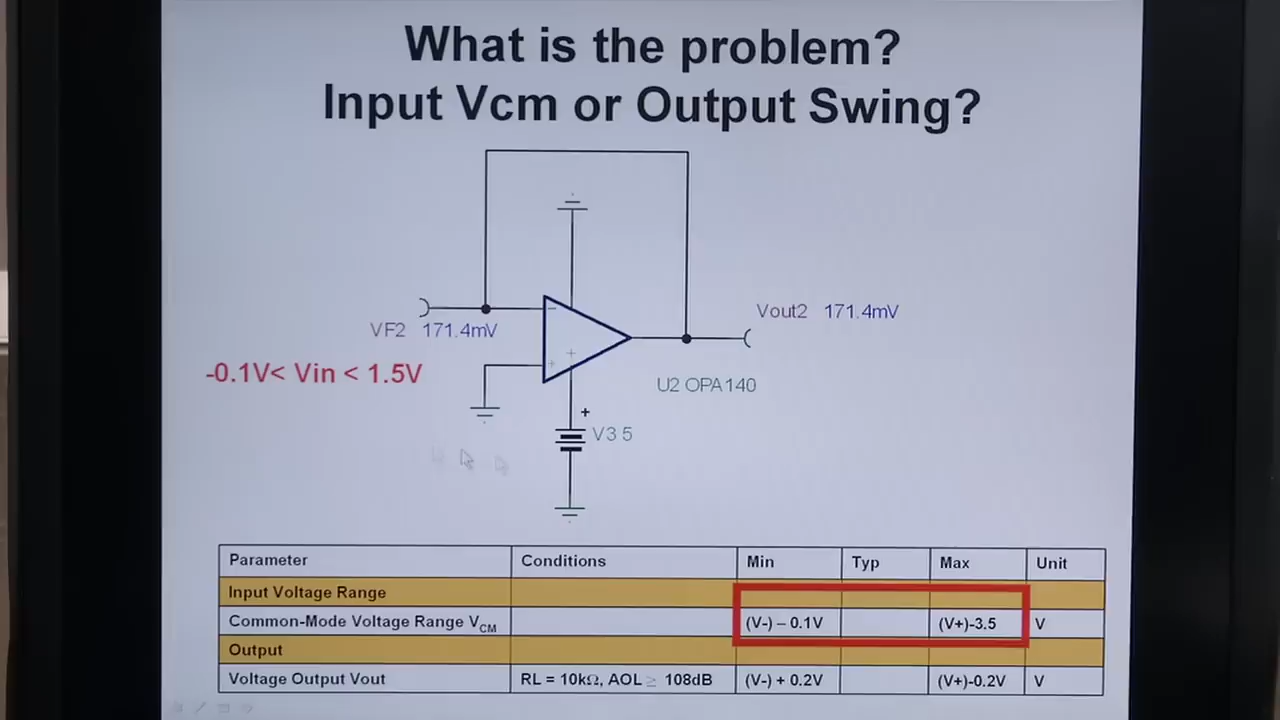 What is the problem?
Input Vcm or Output Swing?
Vout2 171.4mV
VF2 171.4mV
-0.1V< Vin < 1.5V
U2 OPA140
+
V3 5
Parameter Conditions Min Typ Max Unit
Input Voltage Range
Common-Mode Voltage Range VCM (V-) – 0.1V (V+)-3.5 V
Output
Voltage Output Vout RL = 10kΩ, AOL ≥ 108dB (V-) + 0.2V (V+)-0.2V V